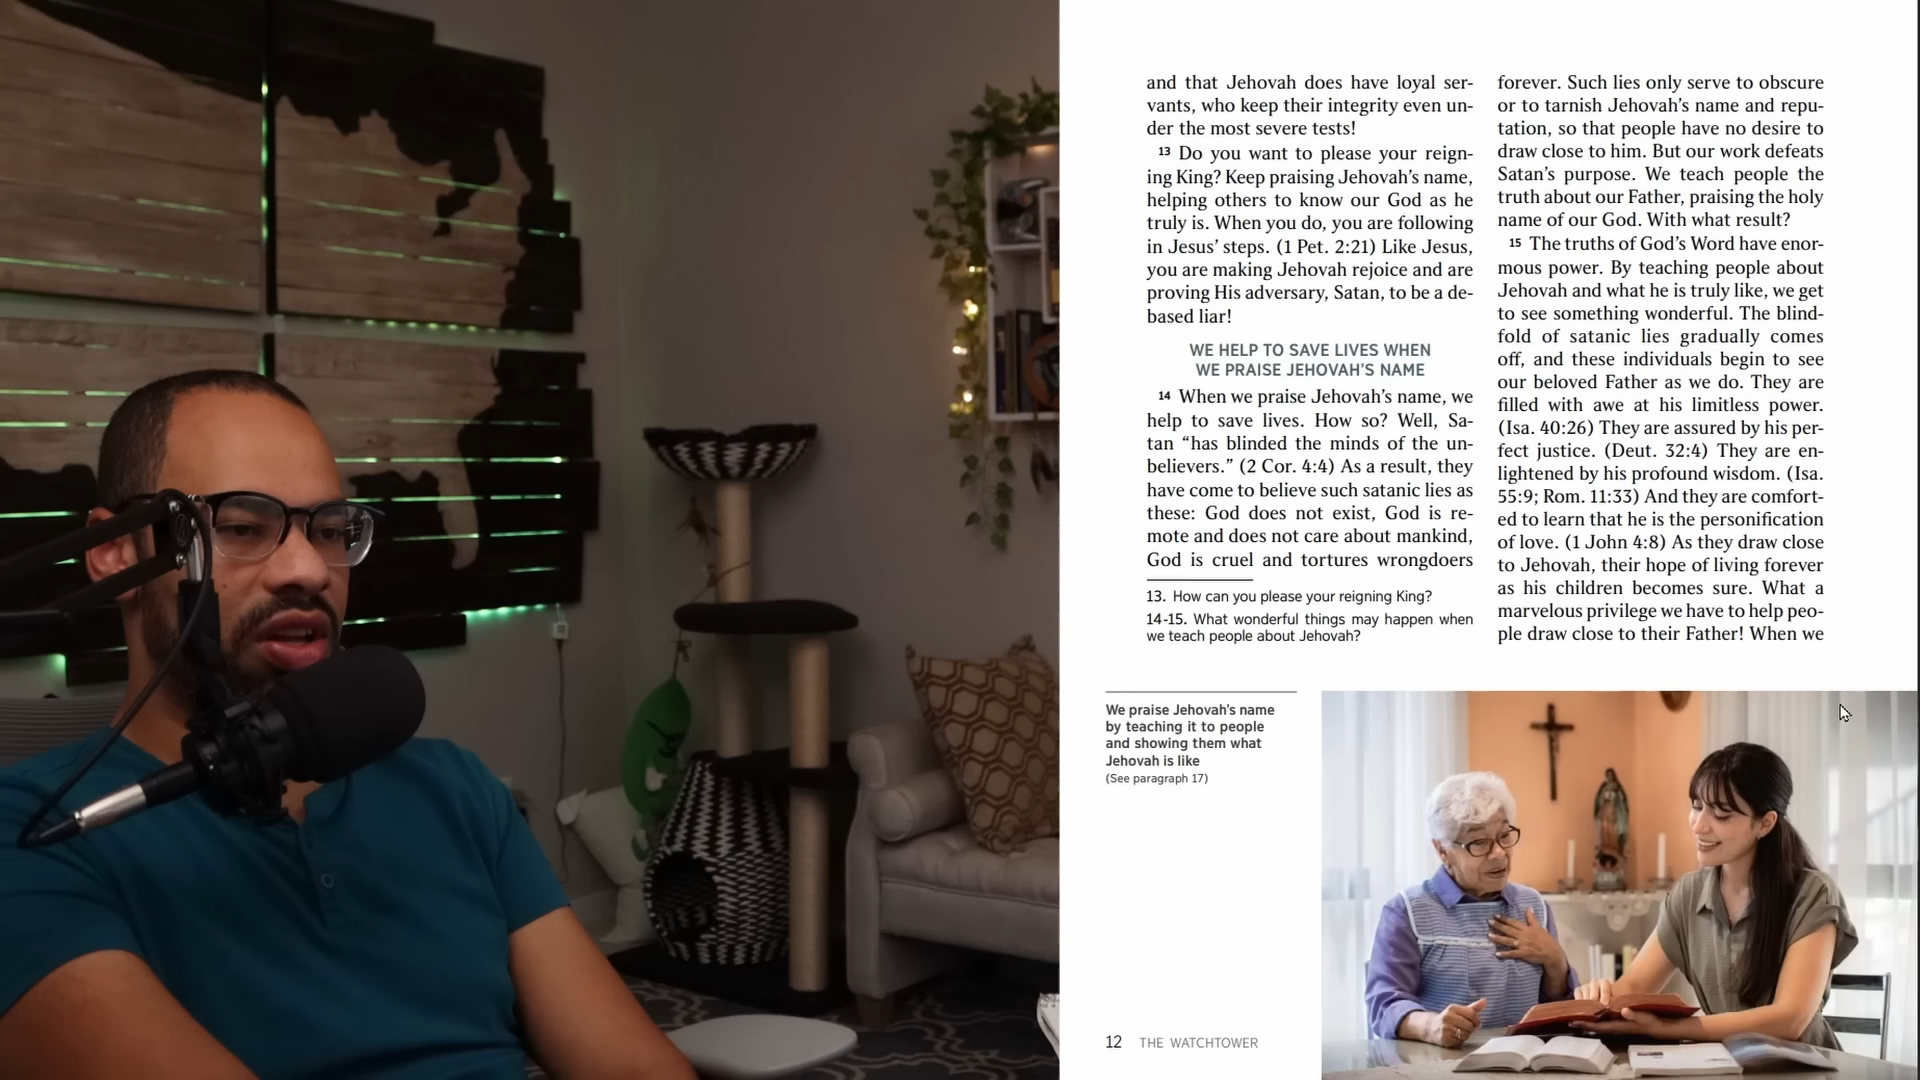 and that Jehovah does have loyal ser-
vants, who keep their integrity even un-
der the most severe tests!
13 Do you want to please your reign-
ing King? Keep praising Jehovah’s name,
helping others to know our God as he
truly is. When you do, you are following
in Jesus’ steps. (1 Pet. 2:21) Like Jesus,
you are making Jehovah rejoice and are
proving His adversary, Satan, to be a de-
based liar!
WE HELP TO SAVE LIVES WHEN
WE PRAISE JEHOVAH’S NAME
14 When we praise Jehovah’s name, we
help to save lives. How so? Well, Sa-
tan “has blinded the minds of the un-
believers.” (2 Cor. 4:4) As a result, they
have come to believe such satanic lies as
these: God does not exist, God is re-
mote and does not care about mankind,
God is cruel and tortures wrongdoers
13. How can you please your reigning King?
14-15. What wonderful things may happen when
we teach people about Jehovah?
forever. Such lies only serve to obscure
or to tarnish Jehovah’s name and repu-
tation, so that people have no desire to
draw close to him. But our work defeats
Satan’s purpose. We teach people the
truth about our Father, praising the holy
name of our God. With what result?
15 The truths of God’s Word have enor-
mous power. By teaching people about
Jehovah and what he is truly like, we get
to see something wonderful. The blind-
fold of satanic lies gradually comes
off, and these individuals begin to see
our beloved Father as we do. They are
filled with awe at his limitless power.
(Isa. 40:26) They are assured by his per-
fect justice. (Deut. 32:4) They are en-
lightened by his profound wisdom. (Isa.
55:9; Rom. 11:33) And they are comfort-
ed to learn that he is the personification
of love. (1 John 4:8) As they draw close
to Jehovah, their hope of living forever
as his children becomes sure. What a
marvelous privilege we have to help peo-
ple draw close to their Father! When we
We praise Jehovah’s name
by teaching it to people
and showing them what
Jehovah is like
(See paragraph 17)
12 THE WATCHTOWER